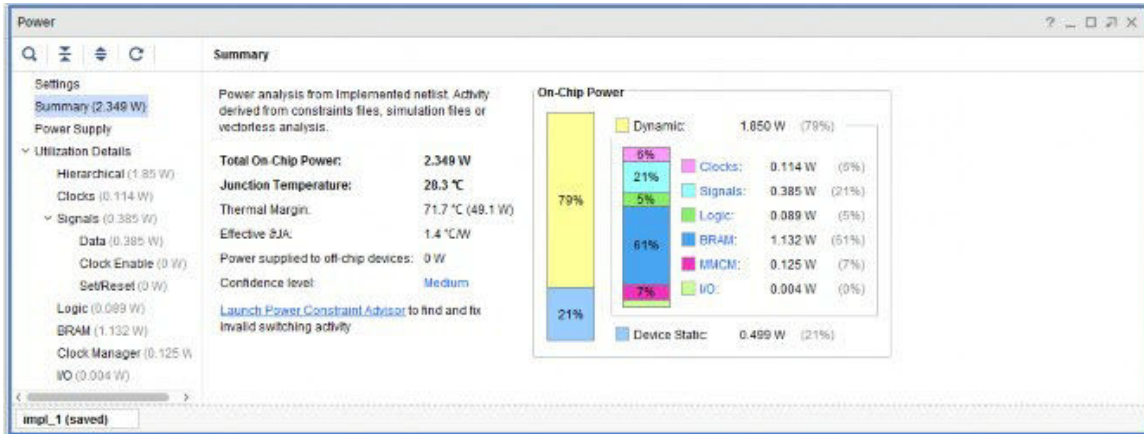 Power
? _
Summary
Settings
Summary (2.349 W)
Power Supply
Utilization Details
Hierarchical (1.85 W)
Clocks (0.114 W)
Signals (0.385 W)
Data (0.385 W)
Clock Enable (0 W)
Set/Reset (0 W)
Logic (0.089 W)
BRAM (1.132 W)
Clock Manager (0.125 W
I/O (0.004 W)
Power analysis from Implemented netlist. Activity
derived from constraints files, simulation files or
vectorless analysis.
Total On-Chip Power: 2.349 W
Junction Temperature: 28.3 °C
Thermal Margin: 71.7 °C (49.1 W)
Effective ϑJA: 1.4 °C/W
Power supplied to off-chip devices: 0 W
Confidence level: Medium
Launch Power Constraint Advisor to find and fix
invalid switching activity
On-Chip Power
79%
21%
Dynamic: 1.850 W (79%)
6%
21%
5%
61%
7%
Clocks: 0.114 W (6%)
Signals: 0.385 W (21%)
Logic: 0.089 W (5%)
BRAM: 1.132 W (61%)
MMCM: 0.125 W (7%)
I/O: 0.004 W (0%)
Device Static: 0.499 W (21%)
impl_1 (saved)